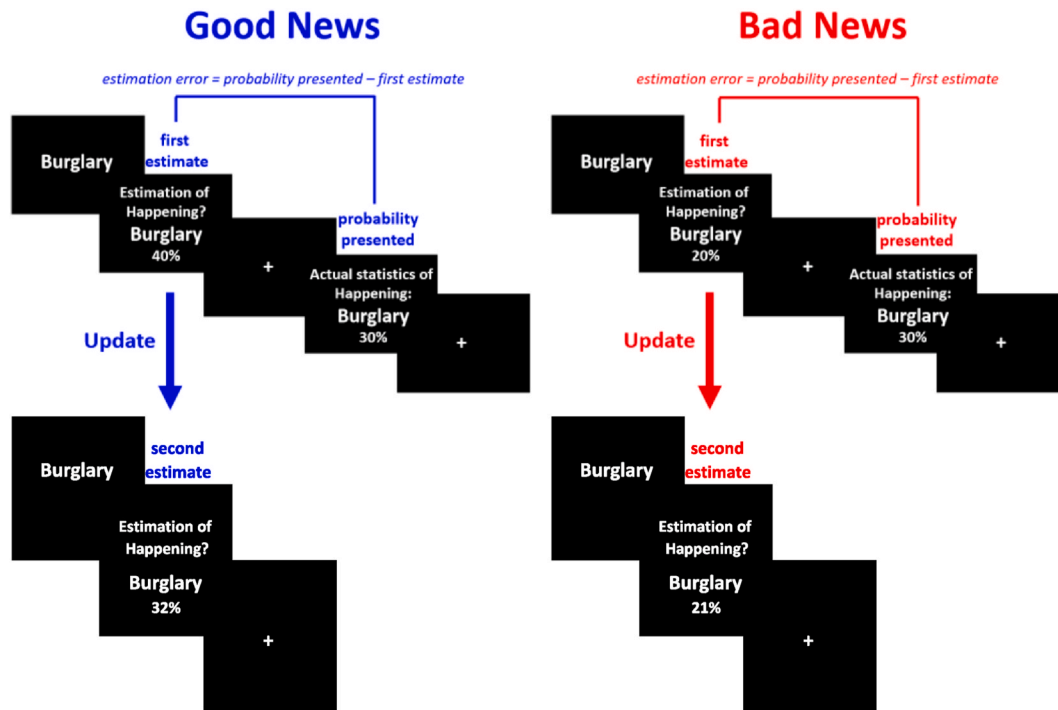 Good News
estimation error = probability presented – first estimate
Burglary
first
estimate
Estimation of
Happening?
Burglary
40%
+
probability
presented
Actual statistics of
Happening:
Burglary
30%
+
Update
Burglary
second
estimate
Estimation of
Happening?
Burglary
32%
+
Bad News
estimation error = probability presented – first estimate
Burglary
first
estimate
Estimation of
Happening?
Burglary
20%
+
probability
presented
Actual statistics of
Happening:
Burglary
30%
+
Update
Burglary
second
estimate
Estimation of
Happening?
Burglary
21%
+